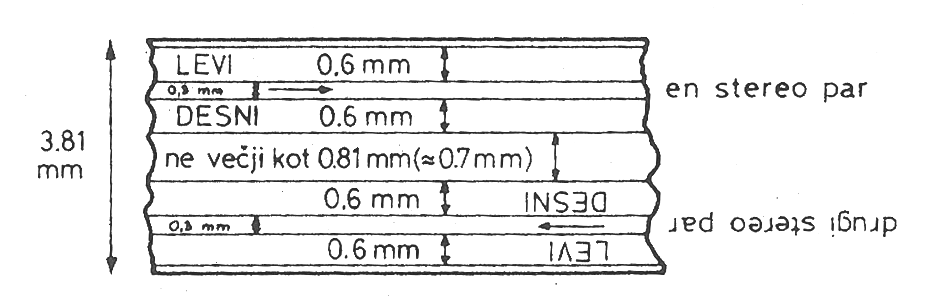 LEVI 0.6 mm
0,3 mm
en stereo par
DESNI 0.6 mm
3.81
mm
ne večji kot 0.81 mm (≈0.7 mm)
0.6 mm DESNI
0,3 mm
drugi stereo par
0.6 mm LEVI